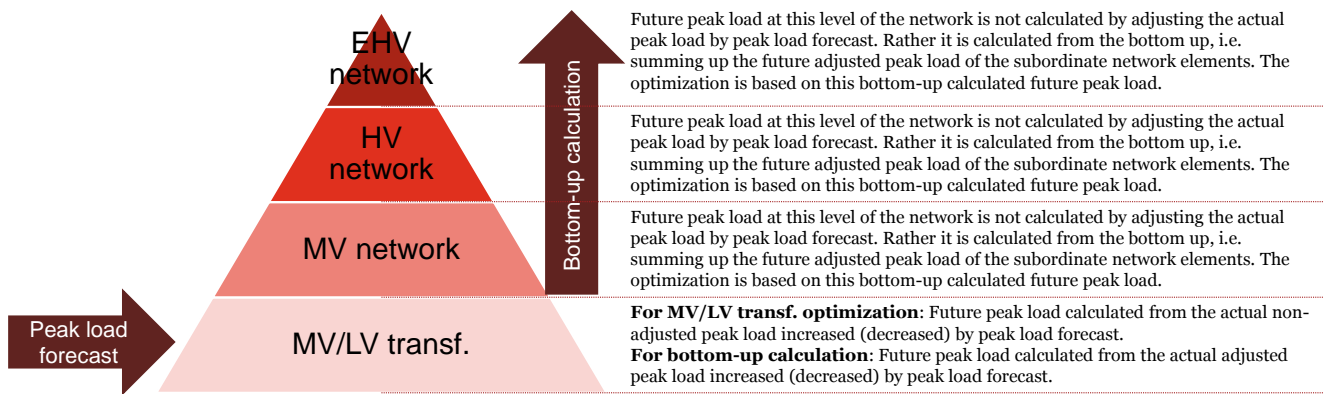 EHV
network
Future peak load at this level of the network is not calculated by adjusting the actual
peak load by peak load forecast. Rather it is calculated from the bottom up, i.e.
summing up the future adjusted peak load of the subordinate network elements. The
optimization is based on this bottom-up calculated future peak load.
HV
network
Future peak load at this level of the network is not calculated by adjusting the actual
peak load by peak load forecast. Rather it is calculated from the bottom up, i.e.
summing up the future adjusted peak load of the subordinate network elements. The
optimization is based on this bottom-up calculated future peak load.
Bottom-up calculation
MV network
Future peak load at this level of the network is not calculated by adjusting the actual
peak load by peak load forecast. Rather it is calculated from the bottom up, i.e.
summing up the future adjusted peak load of the subordinate network elements. The
optimization is based on this bottom-up calculated future peak load.
Peak load
forecast
MV/LV transf.
For MV/LV transf. optimization: Future peak load calculated from the actual non-
adjusted peak load increased (decreased) by peak load forecast.
For bottom-up calculation: Future peak load calculated from the actual adjusted
peak load increased (decreased) by peak load forecast.